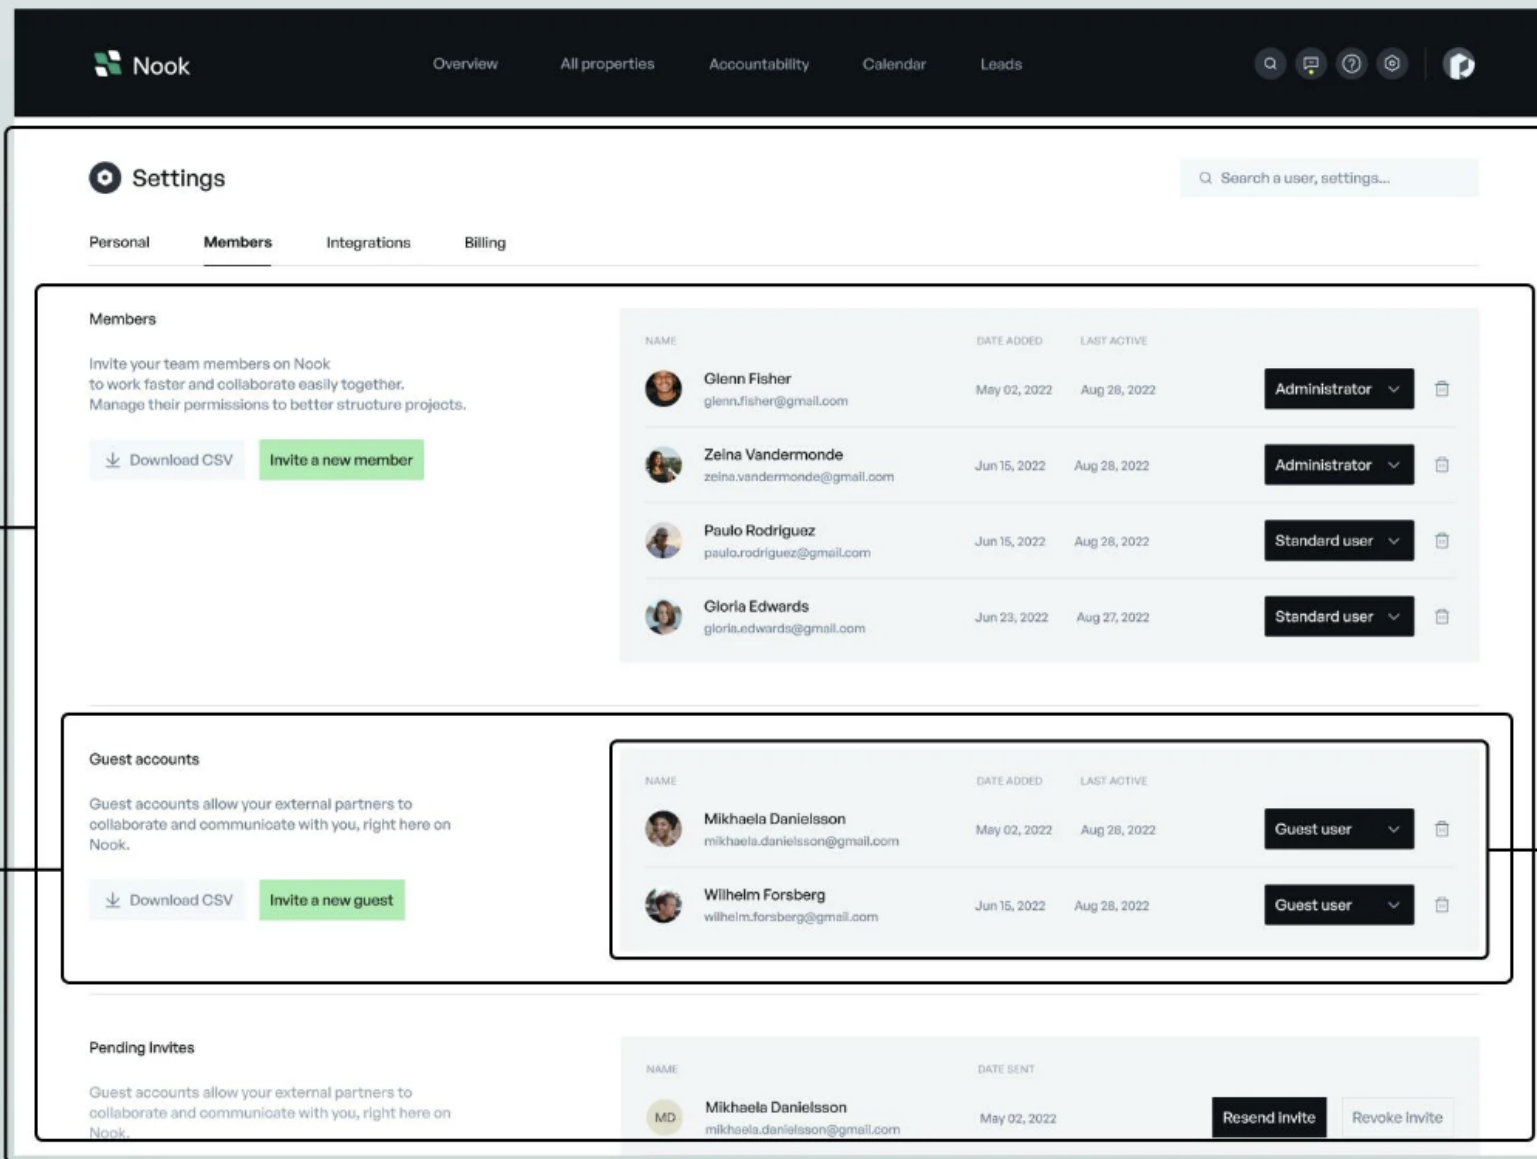 Nook
Overview
All properties
Accountability
Calendar
Leads
Settings
Search a user, settings...
Personal
Members
Integrations
Billing
Members
Invite your team members on Nook
to work faster and collaborate easily together.
Manage their permissions to better structure projects.
Download CSV
Invite a new member
NAME
DATE ADDED
LAST ACTIVE
Glenn Fisher
glenn.fisher@gmail.com
May 02, 2022
Aug 28, 2022
Administrator
Zeina Vandermonde
zeina.vandermonde@gmail.com
Jun 15, 2022
Aug 28, 2022
Administrator
Paulo Rodriguez
paulo.rodriguez@gmail.com
Jun 15, 2022
Aug 28, 2022
Standard user
Gloria Edwards
gloria.edwards@gmail.com
Jun 23, 2022
Aug 27, 2022
Standard user
Guest accounts
Guest accounts allow your external partners to
collaborate and communicate with you, right here on
Nook.
Download CSV
Invite a new guest
NAME
DATE ADDED
LAST ACTIVE
Mikhaela Danielsson
mikhaela.danielsson@gmail.com
May 02, 2022
Aug 28, 2022
Guest user
Wilhelm Forsberg
wilhelm.forsberg@gmail.com
Jun 15, 2022
Aug 28, 2022
Guest user
Pending Invites
Guest accounts allow your external partners to
collaborate and communicate with you, right here on
Nook.
NAME
DATE SENT
MD
Mikhaela Danielsson
mikhaela.danielsson@gmail.com
May 02, 2022
Resend invite
Revoke invite